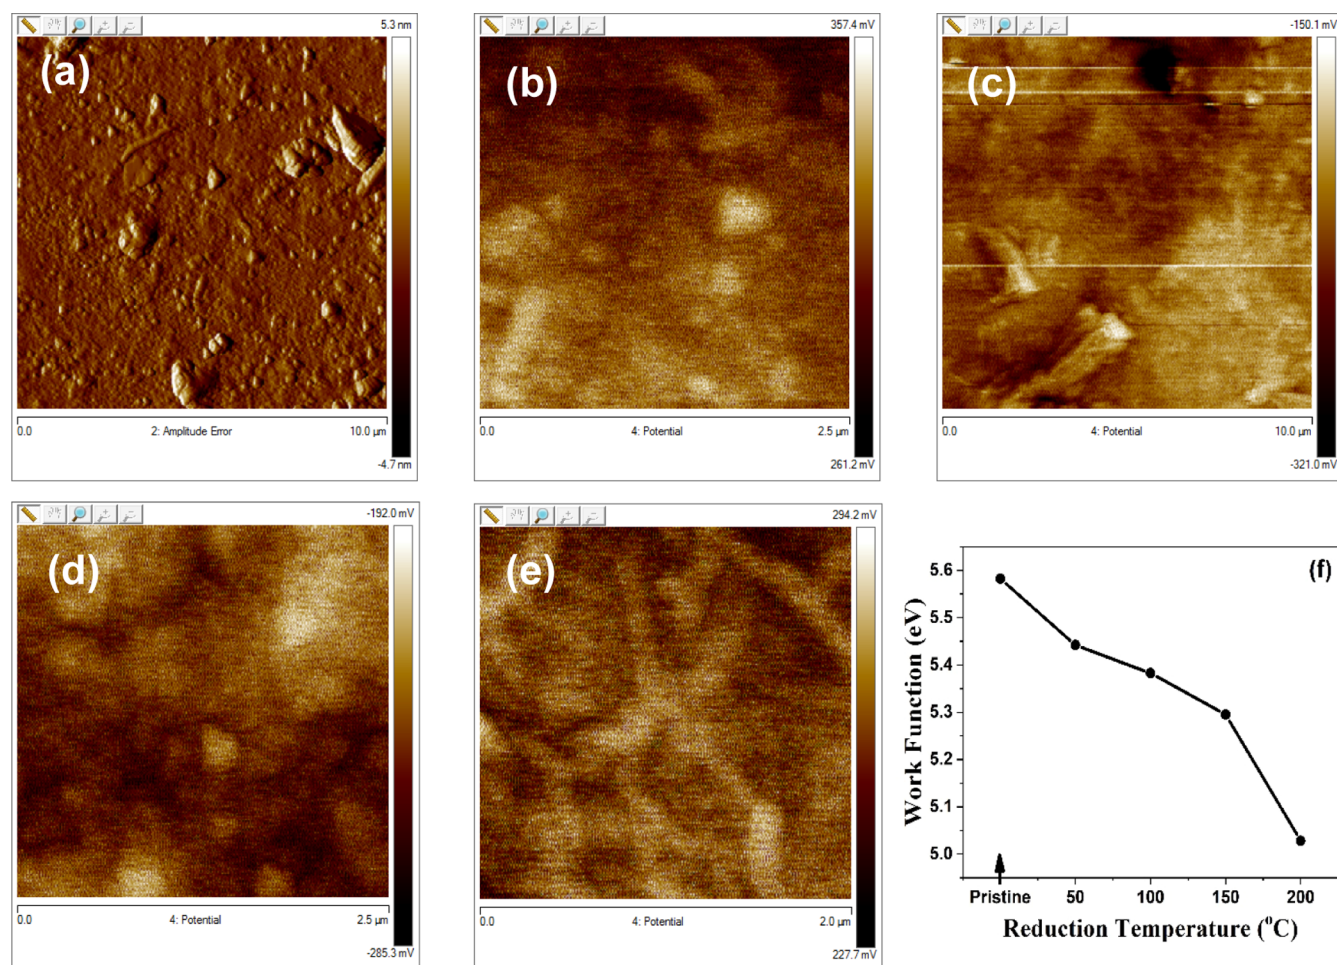 5.3 nm
(a)
0.0 2: Amplitude Error 10.0 µm
-4.7 nm
357.4 mV
(b)
0.0 4: Potential 2.5 µm
261.2 mV
-150.1 mV
(c)
0.0 4: Potential 10.0 µm
-321.0 mV
-192.0 mV
(d)
0.0 4: Potential 2.5 µm
-285.3 mV
294.2 mV
(e)
0.0 4: Potential 2.0 µm
227.7 mV
(f)
Work Function (eV)
5.6
5.5
5.4
5.3
5.2
5.1
5.0
Pristine 50 100 150 200
Reduction Temperature (°C)